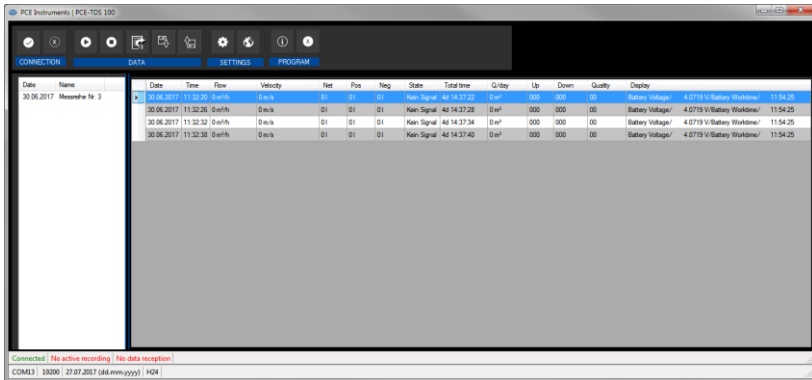 PCE Instruments | PCE-TDS 100
CONNECTION DATA SETTINGS PROGRAM
Date Name
30.06.2017 Messreihe Nr. 3
Date Time Flow Velocity Net Pos Neg State Total time Q/day Up Down Quality Display
30.06.2017 11:32:20 0 m³/h 0 m/s 0 l 0 l 0 l Kein Signal 4d 14:37:22 0 m³ 000 000 00 Battery Voltage/ 4.0719 V/Battery Worktime/ 11:54:25
30.06.2017 11:32:26 0 m³/h 0 m/s 0 l 0 l 0 l Kein Signal 4d 14:37:28 0 m³ 000 000 00 Battery Voltage/ 4.0719 V/Battery Worktime/ 11:54:25
30.06.2017 11:32:32 0 m³/h 0 m/s 0 l 0 l 0 l Kein Signal 4d 14:37:34 0 m³ 000 000 00 Battery Voltage/ 4.0719 V/Battery Worktime/ 11:54:25
30.06.2017 11:32:38 0 m³/h 0 m/s 0 l 0 l 0 l Kein Signal 4d 14:37:40 0 m³ 000 000 00 Battery Voltage/ 4.0719 V/Battery Worktime/ 11:54:25
Connected No active recording No data reception
COM13 19200 27.07.2017 (dd.mm.yyyy) H24